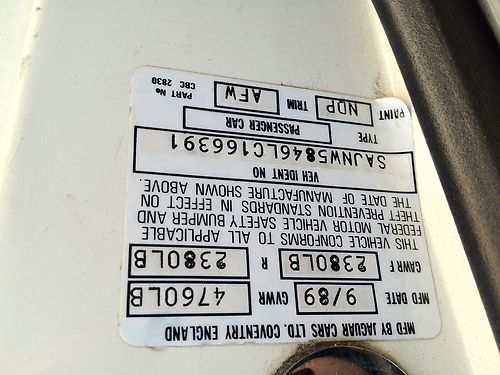 MFD BY JAGUAR CARS LTD. COVENTRY ENGLAND
MFD DATE 9/89 GVWR 4760LB
GAWR F 2380LB R 2380LB
THIS VEHICLE CONFORMS TO ALL APPLICABLE
FEDERAL MOTOR VEHICLE SAFETY BUMPER AND
THEFT PREVENTION STANDARDS IN EFFECT ON
THE DATE OF MANUFACTURE SHOWN ABOVE.
VEH IDENT NO
SAJNW5846LC166391
TYPE PASSENGER CAR
PAINT NDP TRIM AFW PART No
CBC 2830